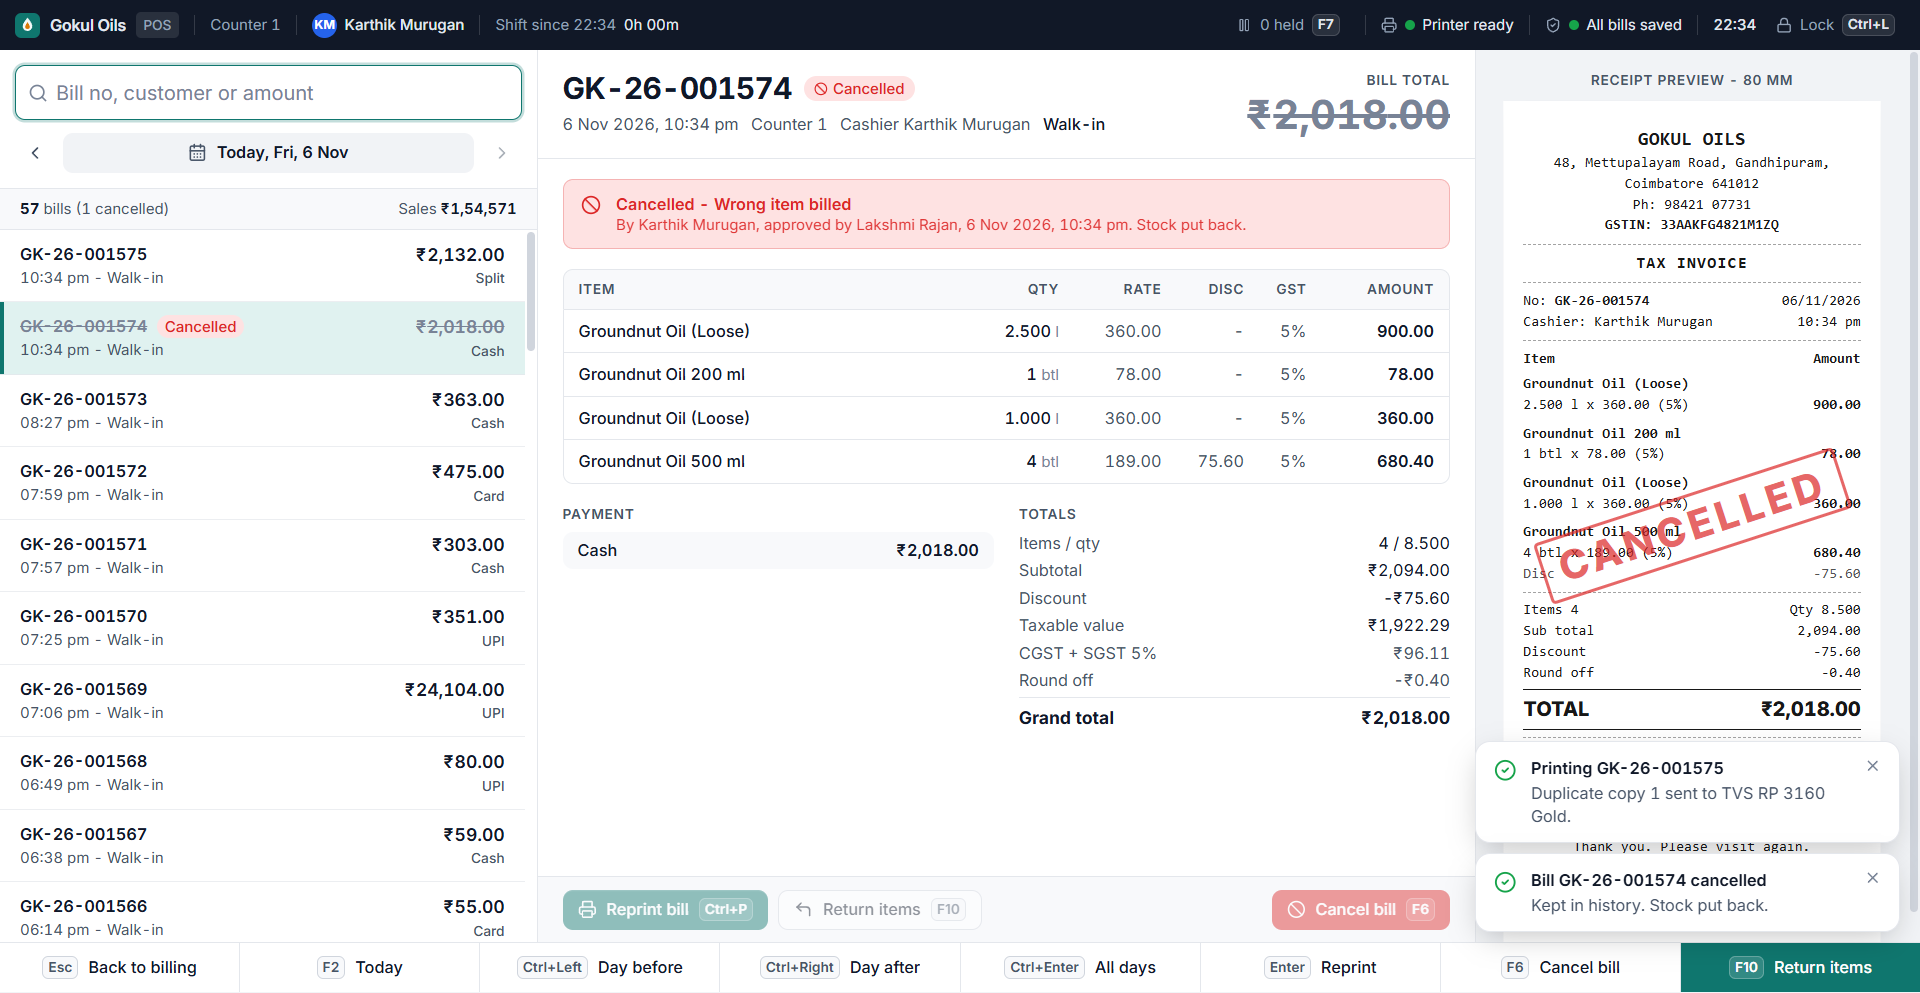 Gokul Oils POS Counter 1 KM Karthik Murugan Shift since 22:34 0h 00m 0 held F7 Printer ready All bills saved 22:34 Lock Ctrl+L
Bill no, customer or amount
Today, Fri, 6 Nov
57 bills (1 cancelled) Sales ₹1,54,571
GK-26-001575 ₹2,132.00
10:34 pm - Walk-in Split
GK-26-001574 Cancelled ₹2,018.00
10:34 pm - Walk-in Cash
GK-26-001573 ₹363.00
08:27 pm - Walk-in Cash
GK-26-001572 ₹475.00
07:59 pm - Walk-in Card
GK-26-001571 ₹303.00
07:57 pm - Walk-in Cash
GK-26-001570 ₹351.00
07:25 pm - Walk-in UPI
GK-26-001569 ₹24,104.00
07:06 pm - Walk-in UPI
GK-26-001568 ₹80.00
06:49 pm - Walk-in UPI
GK-26-001567 ₹59.00
06:38 pm - Walk-in Cash
GK-26-001566 ₹55.00
06:14 pm - Walk-in Card
GK-26-001574 Cancelled
6 Nov 2026, 10:34 pm Counter 1 Cashier Karthik Murugan Walk-in
BILL TOTAL
₹2,018.00
Cancelled - Wrong item billed
By Karthik Murugan, approved by Lakshmi Rajan, 6 Nov 2026, 10:34 pm. Stock put back.
ITEM QTY RATE DISC GST AMOUNT
Groundnut Oil (Loose) 2.500 l 360.00 - 5% 900.00
Groundnut Oil 200 ml 1 btl 78.00 - 5% 78.00
Groundnut Oil (Loose) 1.000 l 360.00 - 5% 360.00
Groundnut Oil 500 ml 4 btl 189.00 75.60 5% 680.40
PAYMENT
Cash ₹2,018.00
TOTALS
Items / qty 4 / 8.500
Subtotal ₹2,094.00
Discount -₹75.60
Taxable value ₹1,922.29
CGST + SGST 5% ₹96.11
Round off -₹0.40
Grand total ₹2,018.00
Reprint bill Ctrl+P Return items F10 Cancel bill F6
RECEIPT PREVIEW - 80 MM
GOKUL OILS
48, Mettupalayam Road, Gandhipuram,
Coimbatore 641012
Ph: 98421 07731
GSTIN: 33AAKFG4821M1ZQ
TAX INVOICE
No: GK-26-001574 06/11/2026
Cashier: Karthik Murugan 10:34 pm
Item Amount
Groundnut Oil (Loose)
2.500 l x 360.00 (5%) 900.00
Groundnut Oil 200 ml
1 btl x 78.00 (5%) 78.00
Groundnut Oil (Loose)
1.000 l x 360.00 (5%) 360.00
Groundnut Oil 500 ml
4 btl x 189.00 (5%) 680.40
Disc -75.60
CANCELLED
Items 4 Qty 8.500
Sub total 2,094.00
Discount -75.60
Round off -0.40
TOTAL ₹2,018.00
Printing GK-26-001575
Duplicate copy 1 sent to TVS RP 3160
Gold.
Thank you. Please visit again.
Bill GK-26-001574 cancelled
Kept in history. Stock put back.
Esc Back to billing F2 Today Ctrl+Left Day before Ctrl+Right Day after Ctrl+Enter All days Enter Reprint F6 Cancel bill F10 Return items